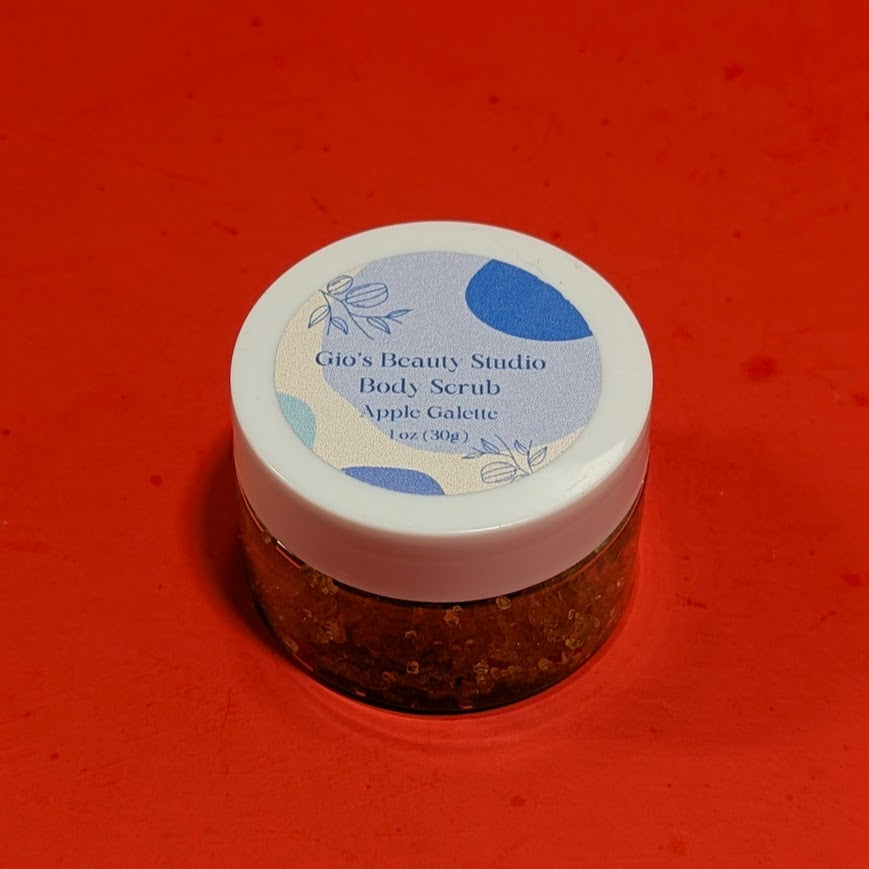 Gio's Beauty Studio
Body Scrub
Apple Galette
1 oz (30g)